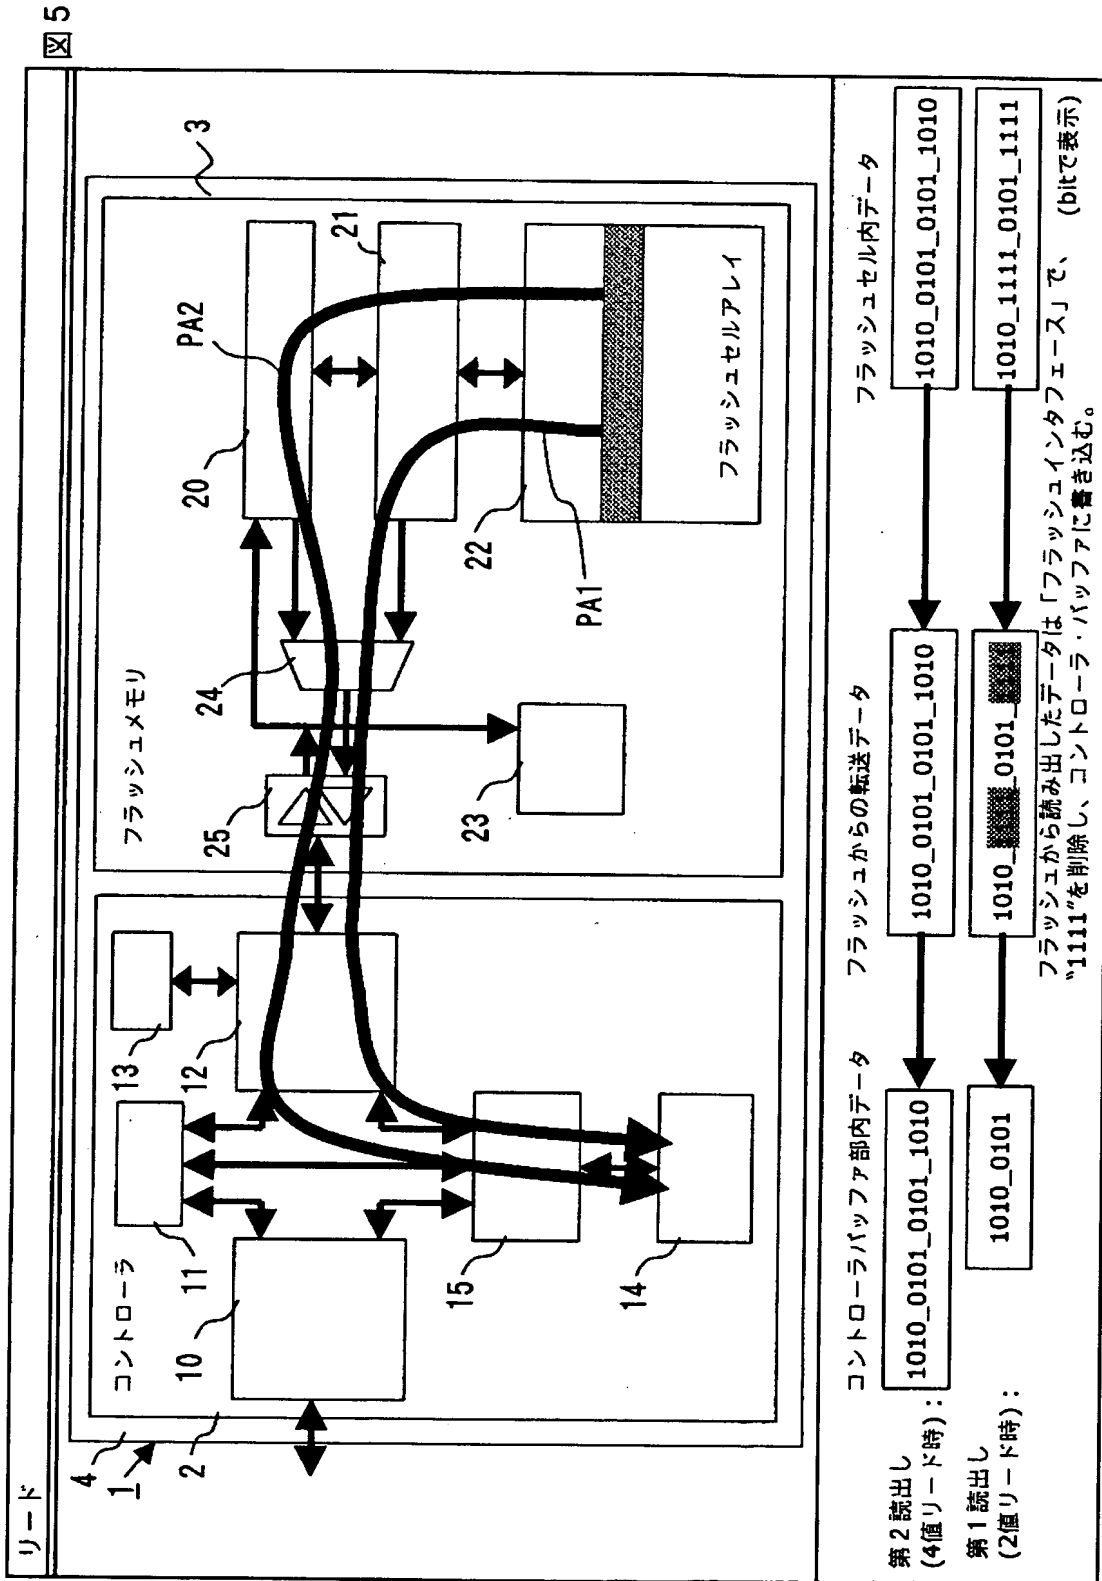 図 5
リード
4
1
2
コントローラ
10
11
12
13
14
15
フラッシュメモリ
3
20
21
22
23
24
25
PA2
PA1
フラッシュセルアレイ
コントローラバッファ部内データ
フラッシュからの転送データ
フラッシュセル内データ
第2読出し
(4値リード時) :
1010_0101_0101_1010
1010_0101_0101_1010
1010_0101_0101_1010
第1読出し
(2値リード時) :
1010_0101
1010_1111_0101_1111
1010_1111_0101_1111
フラッシュから読み出したデータは「フラッシュインタフェース」で、
"1111"を削除し、コントローラ・バッファに書き込む。
(bitで表示)